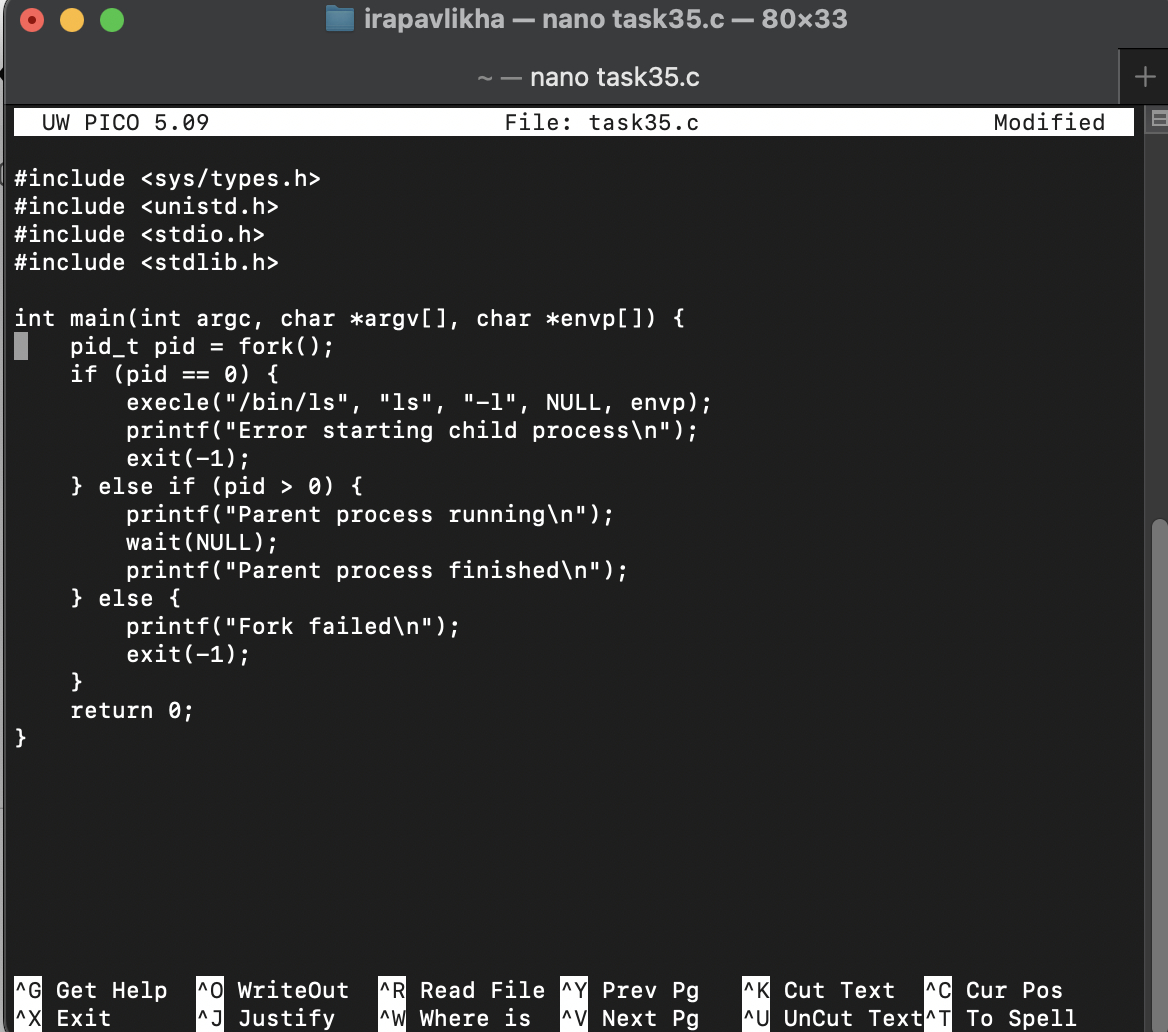 irapavlikha — nano task35.c — 80×33
~ — nano task35.c
UW PICO 5.09 File: task35.c Modified
#include <sys/types.h>
#include <unistd.h>
#include <stdio.h>
#include <stdlib.h>
int main(int argc, char *argv[], char *envp[]) {
    pid_t pid = fork();
    if (pid == 0) {
        execle("/bin/ls", "ls", "-l", NULL, envp);
        printf("Error starting child process\n");
        exit(-1);
    } else if (pid > 0) {
        printf("Parent process running\n");
        wait(NULL);
        printf("Parent process finished\n");
    } else {
        printf("Fork failed\n");
        exit(-1);
    }
    return 0;
}
^G Get Help ^O WriteOut ^R Read File ^Y Prev Pg ^K Cut Text ^C Cur Pos
^X Exit ^J Justify ^W Where is ^V Next Pg ^U UnCut Text^T To Spell